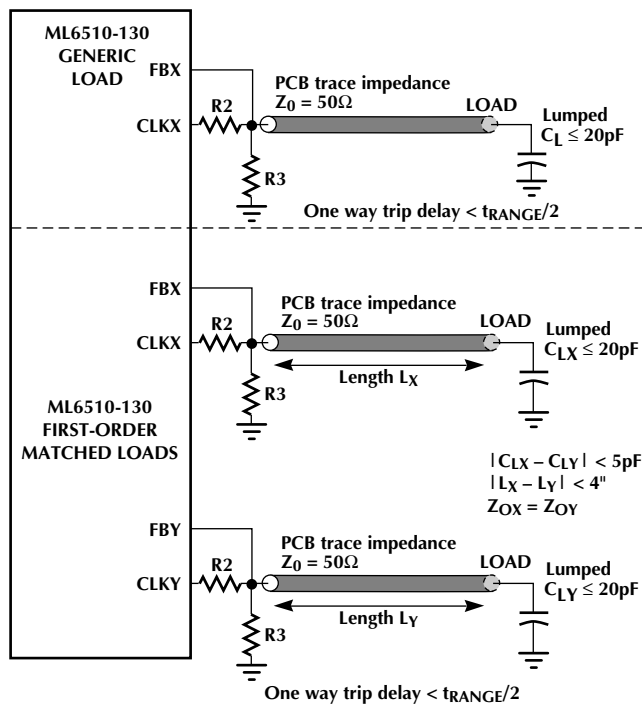 ML6510-130
GENERIC
LOAD
FBX
CLKX
R2
R3
PCB trace impedance
Z0 = 50Ω
LOAD
Lumped
CL ≤ 20pF
One way trip delay < tRANGE/2
FBX
CLKX
R2
R3
PCB trace impedance
Z0 = 50Ω
LOAD
Lumped
CLX ≤ 20pF
Length LX
ML6510-130
FIRST-ORDER
MATCHED LOADS
|CLX – CLY| < 5pF
|LX – LY| < 4"
ZOX = ZOY
FBY
CLKY
R2
R3
PCB trace impedance
Z0 = 50Ω
LOAD
Lumped
CLY ≤ 20pF
Length LY
One way trip delay < tRANGE/2